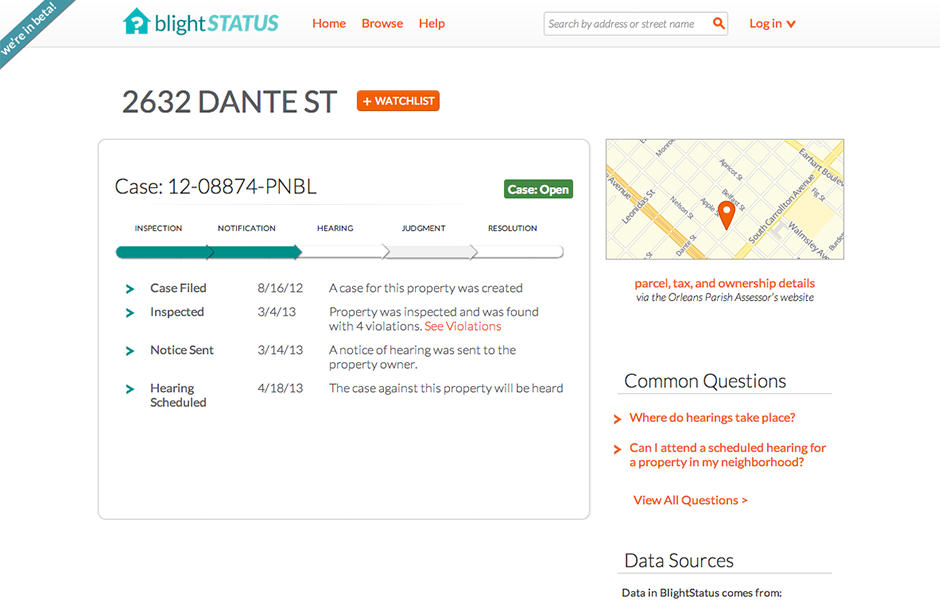 we're in beta!
blightSTATUS
Home Browse Help
Search by address or street name
Log in
2632 DANTE ST
+ WATCHLIST
Case: 12-08874-PNBL
Case: Open
INSPECTION NOTIFICATION HEARING JUDGMENT RESOLUTION
Case Filed 8/16/12 A case for this property was created
Inspected 3/4/13 Property was inspected and was found
with 4 violations. See Violations
Notice Sent 3/14/13 A notice of hearing was sent to the
property owner.
Hearing 4/18/13 The case against this property will be heard
Scheduled
Monroe
Apricot St
Earhart Boulev
Avenue
Leonidas St
Nelson St
Apple
Belfast St
Fig St
South Carrollton Avenue
Dante St
Walmsley Av
St
parcel, tax, and ownership details
via the Orleans Parish Assessor's website
Common Questions
Where do hearings take place?
Can I attend a scheduled hearing for
a property in my neighborhood?
View All Questions >
Data Sources
Data in BlightStatus comes from: